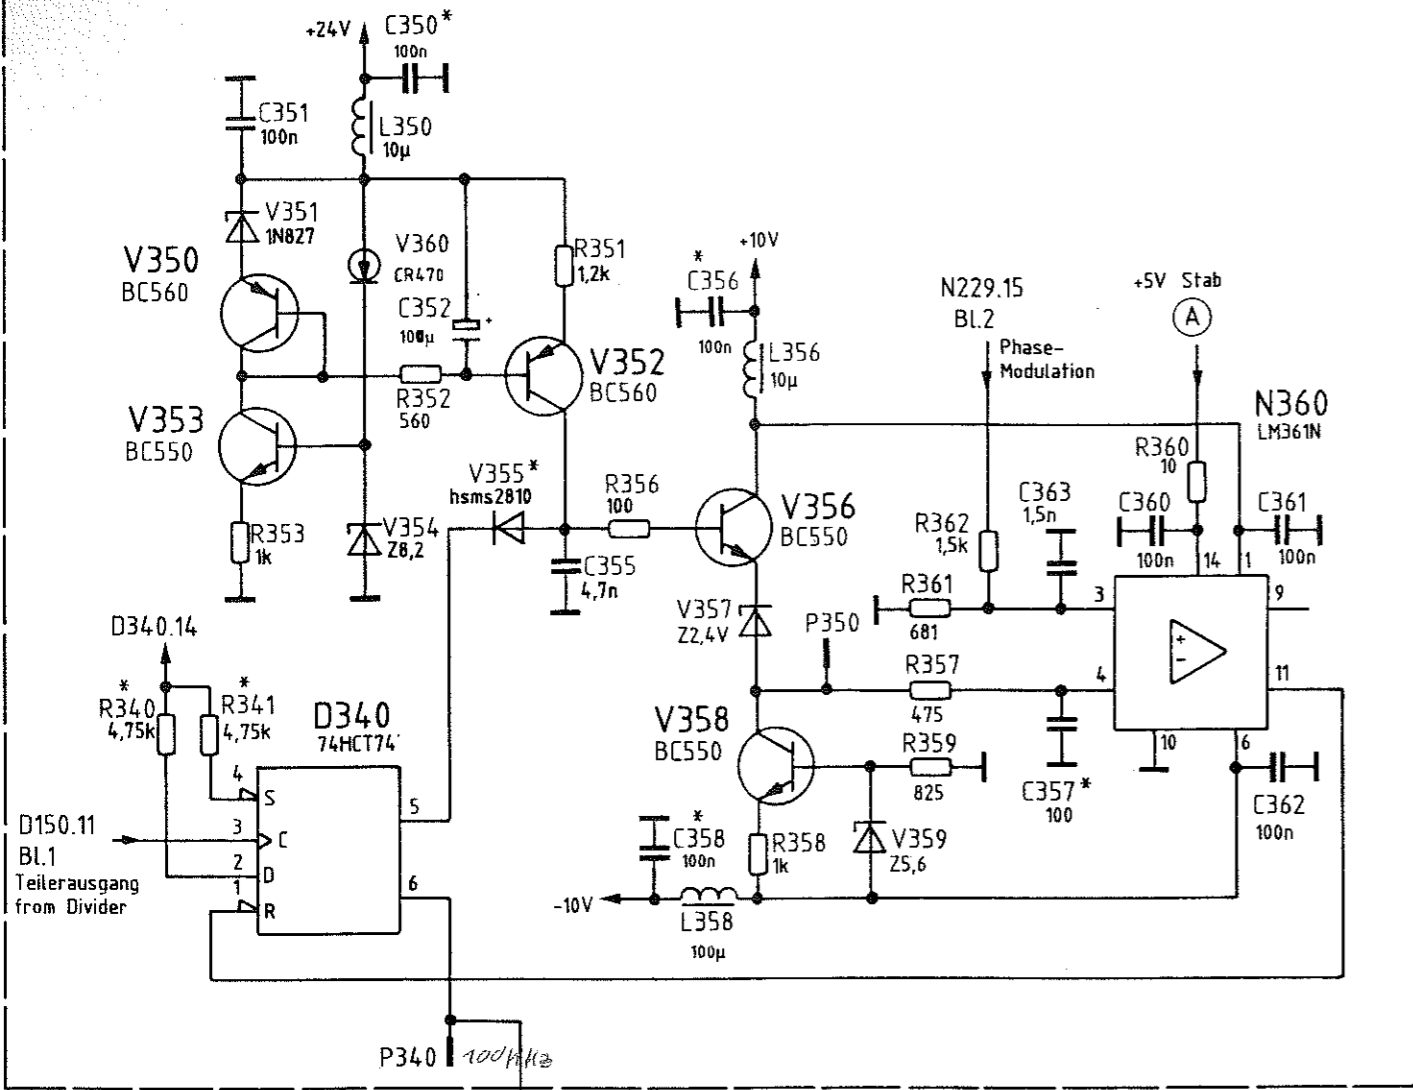 +24V
C350*
100n
C351
100n
L350
10µ
V351
1N827
V350
BC560
V360
CR470
R351
1,2k
C352
100µ
+
V352
BC560
R352
560
V353
BC550
R353
1k
V354
Z8,2
V355*
hsms2810
R356
100
C355
4,7n
+10V
*
C356
100n
L356
10µ
V356
BC550
V357
Z2,4V
P350
N229.15
Bl.2
Phase-
Modulation
+5V Stab
A
N360
LM361N
R360
10
C360
100n
C361
100n
C363
1,5n
R362
1,5k
R361
681
14
1
3
9
+
-
4
11
10
6
R357
475
C357*
100
C362
100n
V358
BC550
R359
825
R358
1k
V359
Z5,6
*
C358
100n
-10V
L358
100µ
D340.14
*
R340
4,75k
*
R341
4,75k
D340
74HCT74
4
S
5
D150.11
3
C
Bl.1
2
D
Teilerausgang
from Divider
1
R
6
P340
100kHz